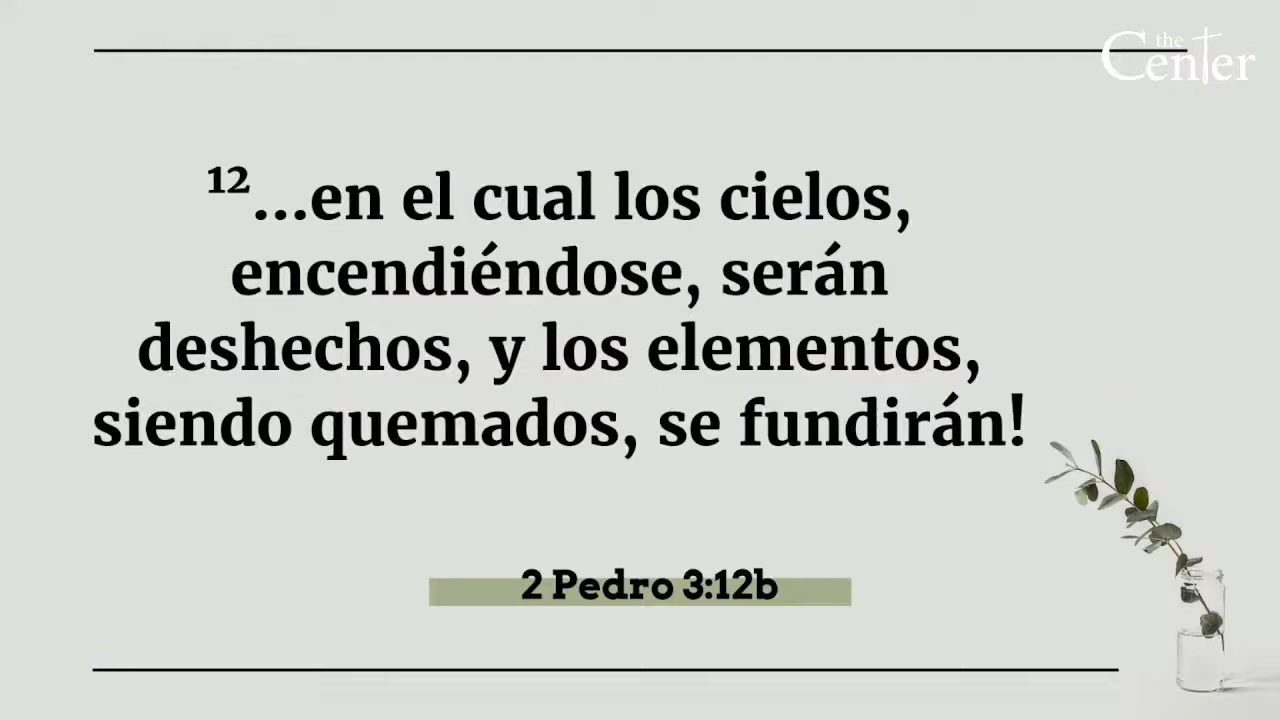 the
Center
¹²...en el cual los cielos,
encendiéndose, serán
deshechos, y los elementos,
siendo quemados, se fundirán!
2 Pedro 3:12b